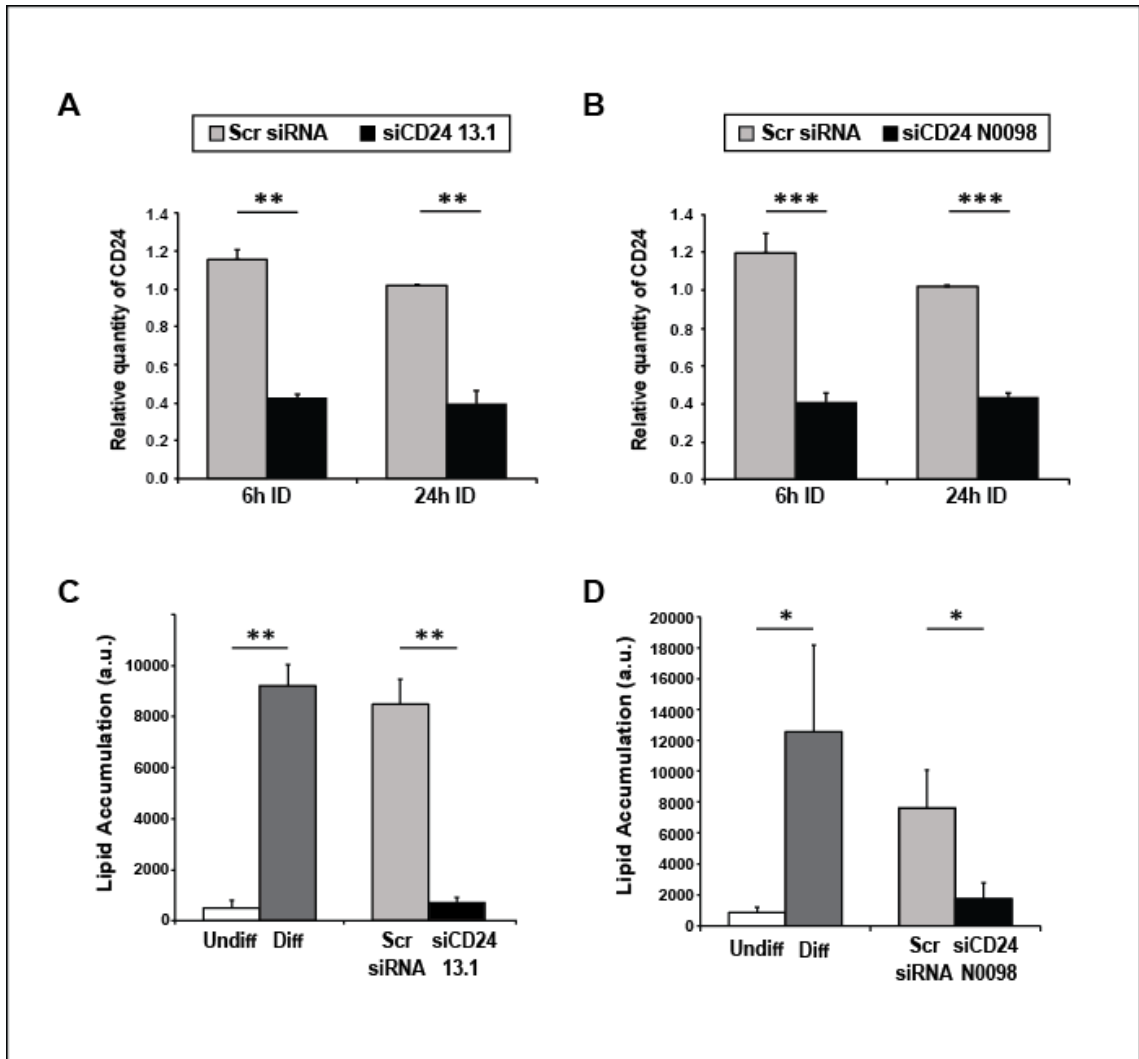 A
Scr siRNA siCD24 13.1
** **
Relative quantity of CD24
1.4
1.2
1.0
0.8
0.6
0.4
0.2
0.0
6h ID 24h ID
B
Scr siRNA siCD24 N0098
*** ***
Relative quantity of CD24
1.4
1.2
1.0
0.8
0.6
0.4
0.2
0.0
6h ID 24h ID
C
** **
Lipid Accumulation (a.u.)
10000
8000
6000
4000
2000
0
Undiff Diff Scr siCD24
siRNA 13.1
D
* *
Lipid Accumulation (a.u.)
20000
18000
16000
14000
12000
10000
8000
6000
4000
2000
0
Undiff Diff Scr siCD24
siRNA N0098